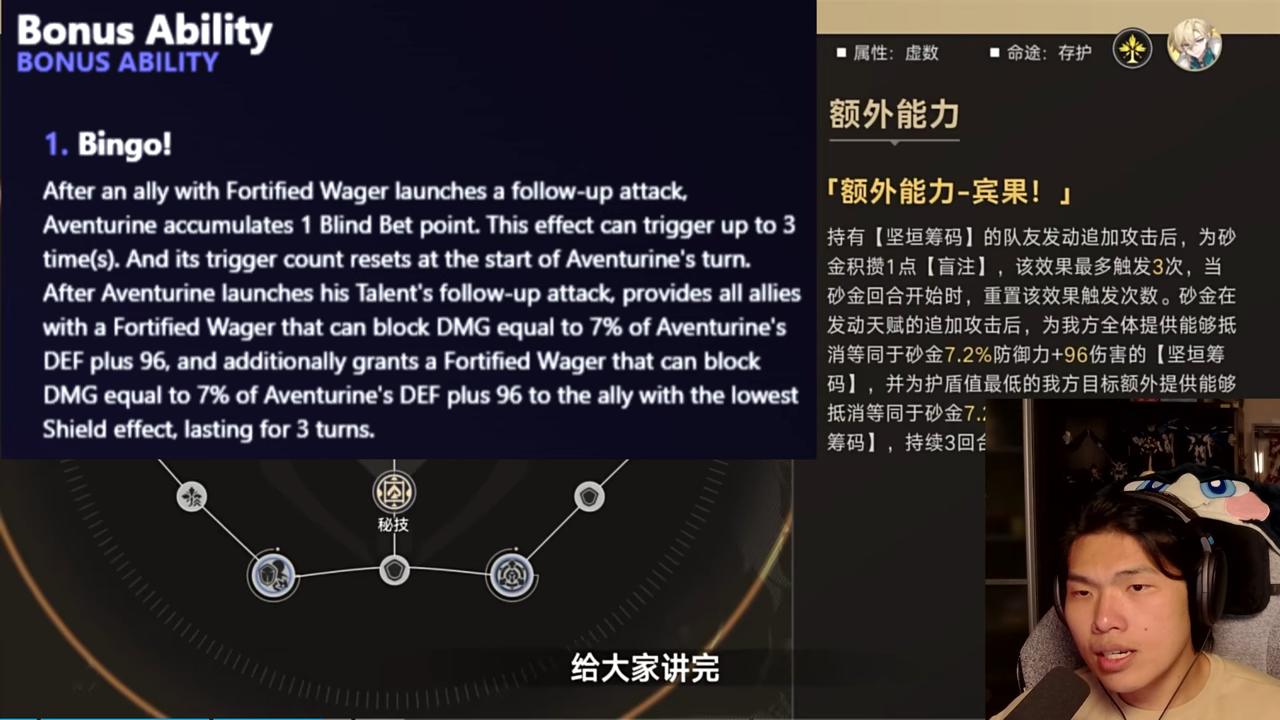 Bonus Ability
BONUS ABILITY
1. Bingo!
After an ally with Fortified Wager launches a follow-up attack,
Aventurine accumulates 1 Blind Bet point. This effect can trigger up to 3
time(s). And its trigger count resets at the start of Aventurine's turn.
After Aventurine launches his Talent's follow-up attack, provides all allies
with a Fortified Wager that can block DMG equal to 7% of Aventurine's
DEF plus 96, and additionally grants a Fortified Wager that can block
DMG equal to 7% of Aventurine's DEF plus 96 to the ally with the lowest
Shield effect, lasting for 3 turns.
属性：虚数
命途：存护
额外能力
「额外能力-宾果！」
持有【坚垣筹码】的队友发动追加攻击后，为砂
金积攒1点【盲注】，该效果最多触发3次，当
砂金回合开始时，重置该效果触发次数。砂金在
发动天赋的追加攻击后，为我方全体提供能够抵
消等同于砂金7.2%防御力+96伤害的【坚垣筹
码】，并为护盾值最低的我方目标额外提供能够
抵消等同于砂金7.
筹码】，持续3回合
秘技
给大家讲完